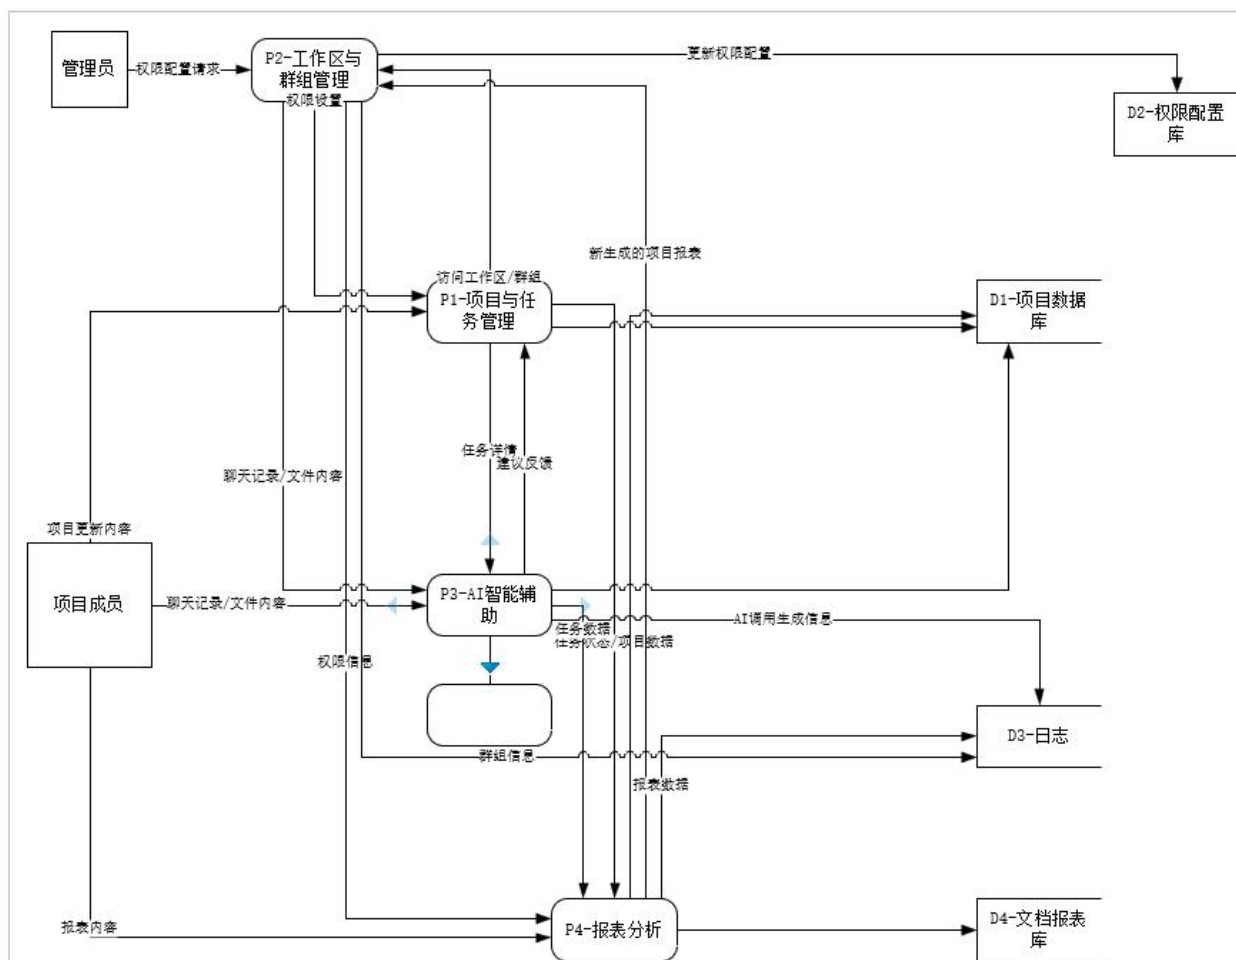 管理员
权限配置请求
P2-工作区与
群组管理
权限设置
更新权限配置
D2-权限配置
库
新生成的项目报表
访问工作区/群组
P1-项目与任
务管理
D1-项目数据
库
任务详情
建议反馈
聊天记录/文件内容
项目更新内容
项目成员
聊天记录/文件内容
P3-AI智能辅
助
AI调用生成信息
任务数据
任务状态/项目数据
权限信息
D3-日志
群组信息
报表数据
报表内容
P4-报表分析
D4-文档报表
库